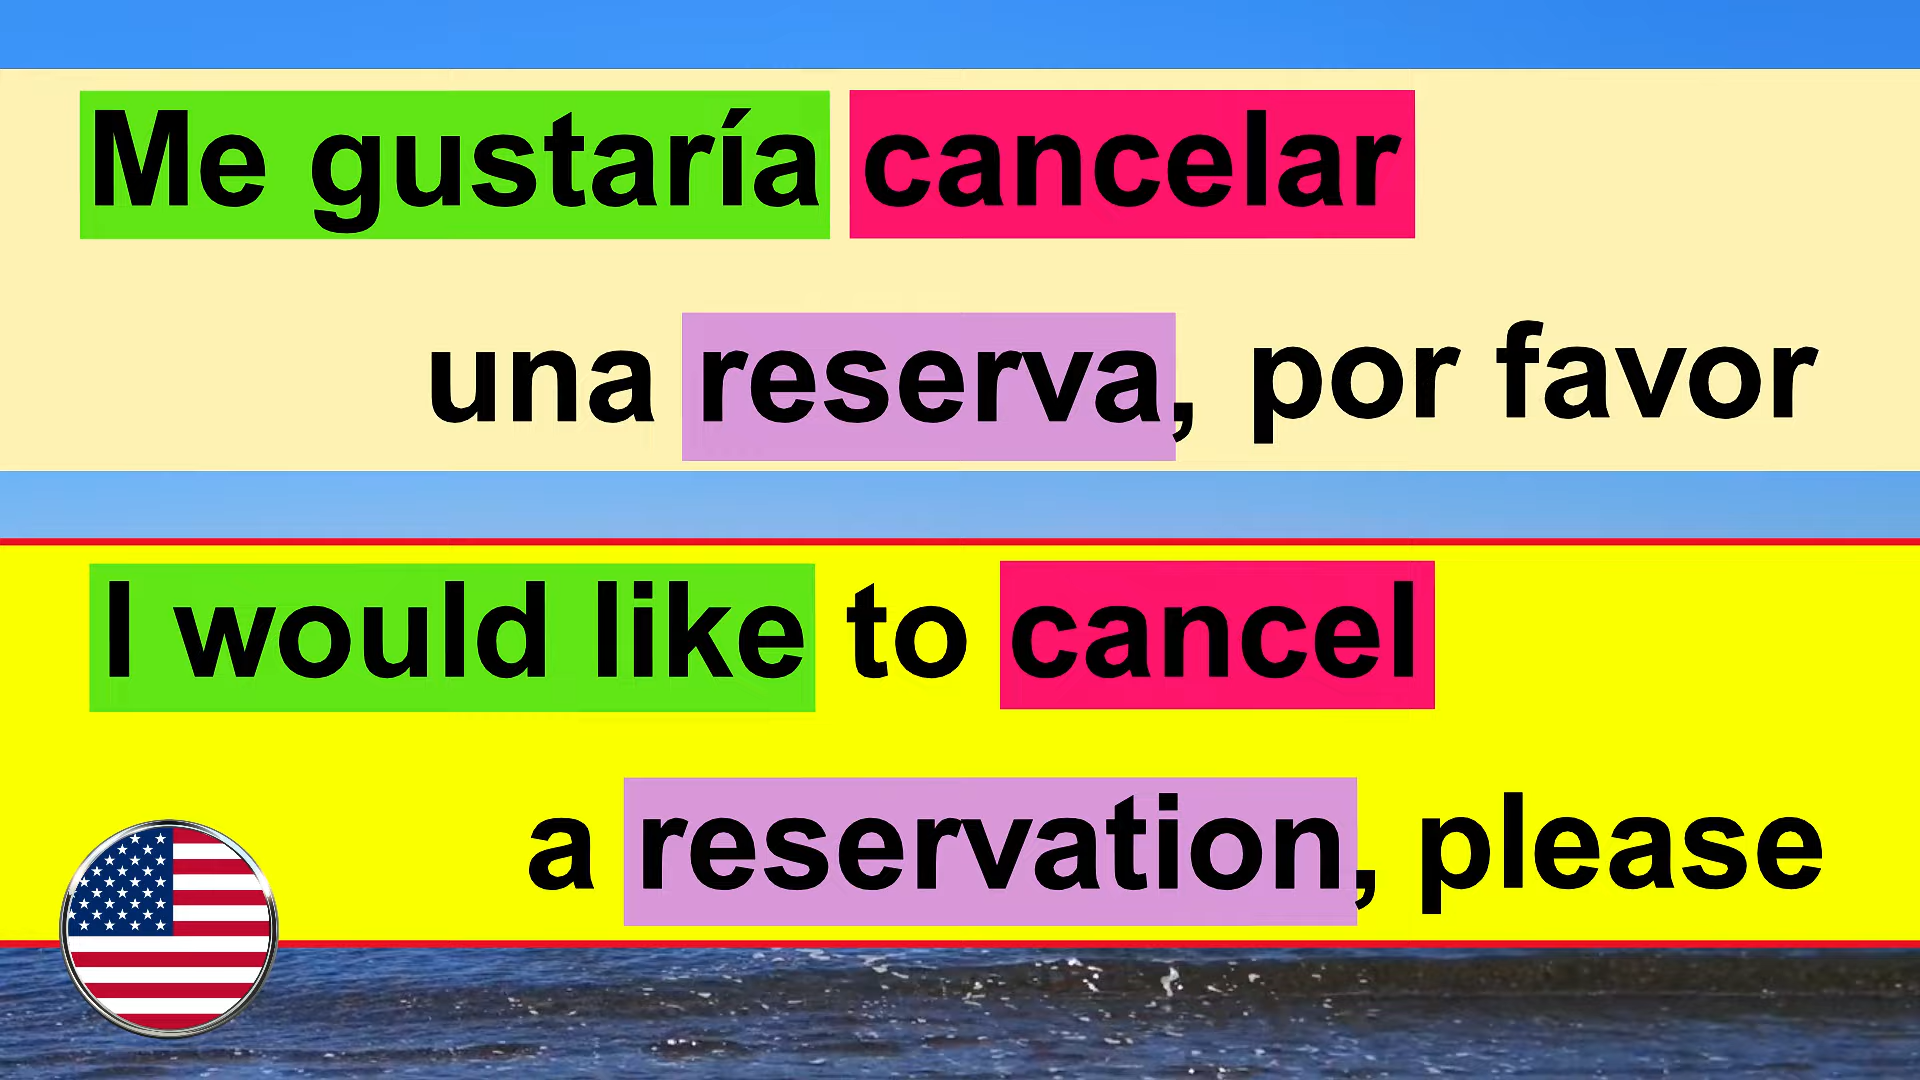 Me gustaría cancelar
una reserva, por favor
I would like to cancel
a reservation, please